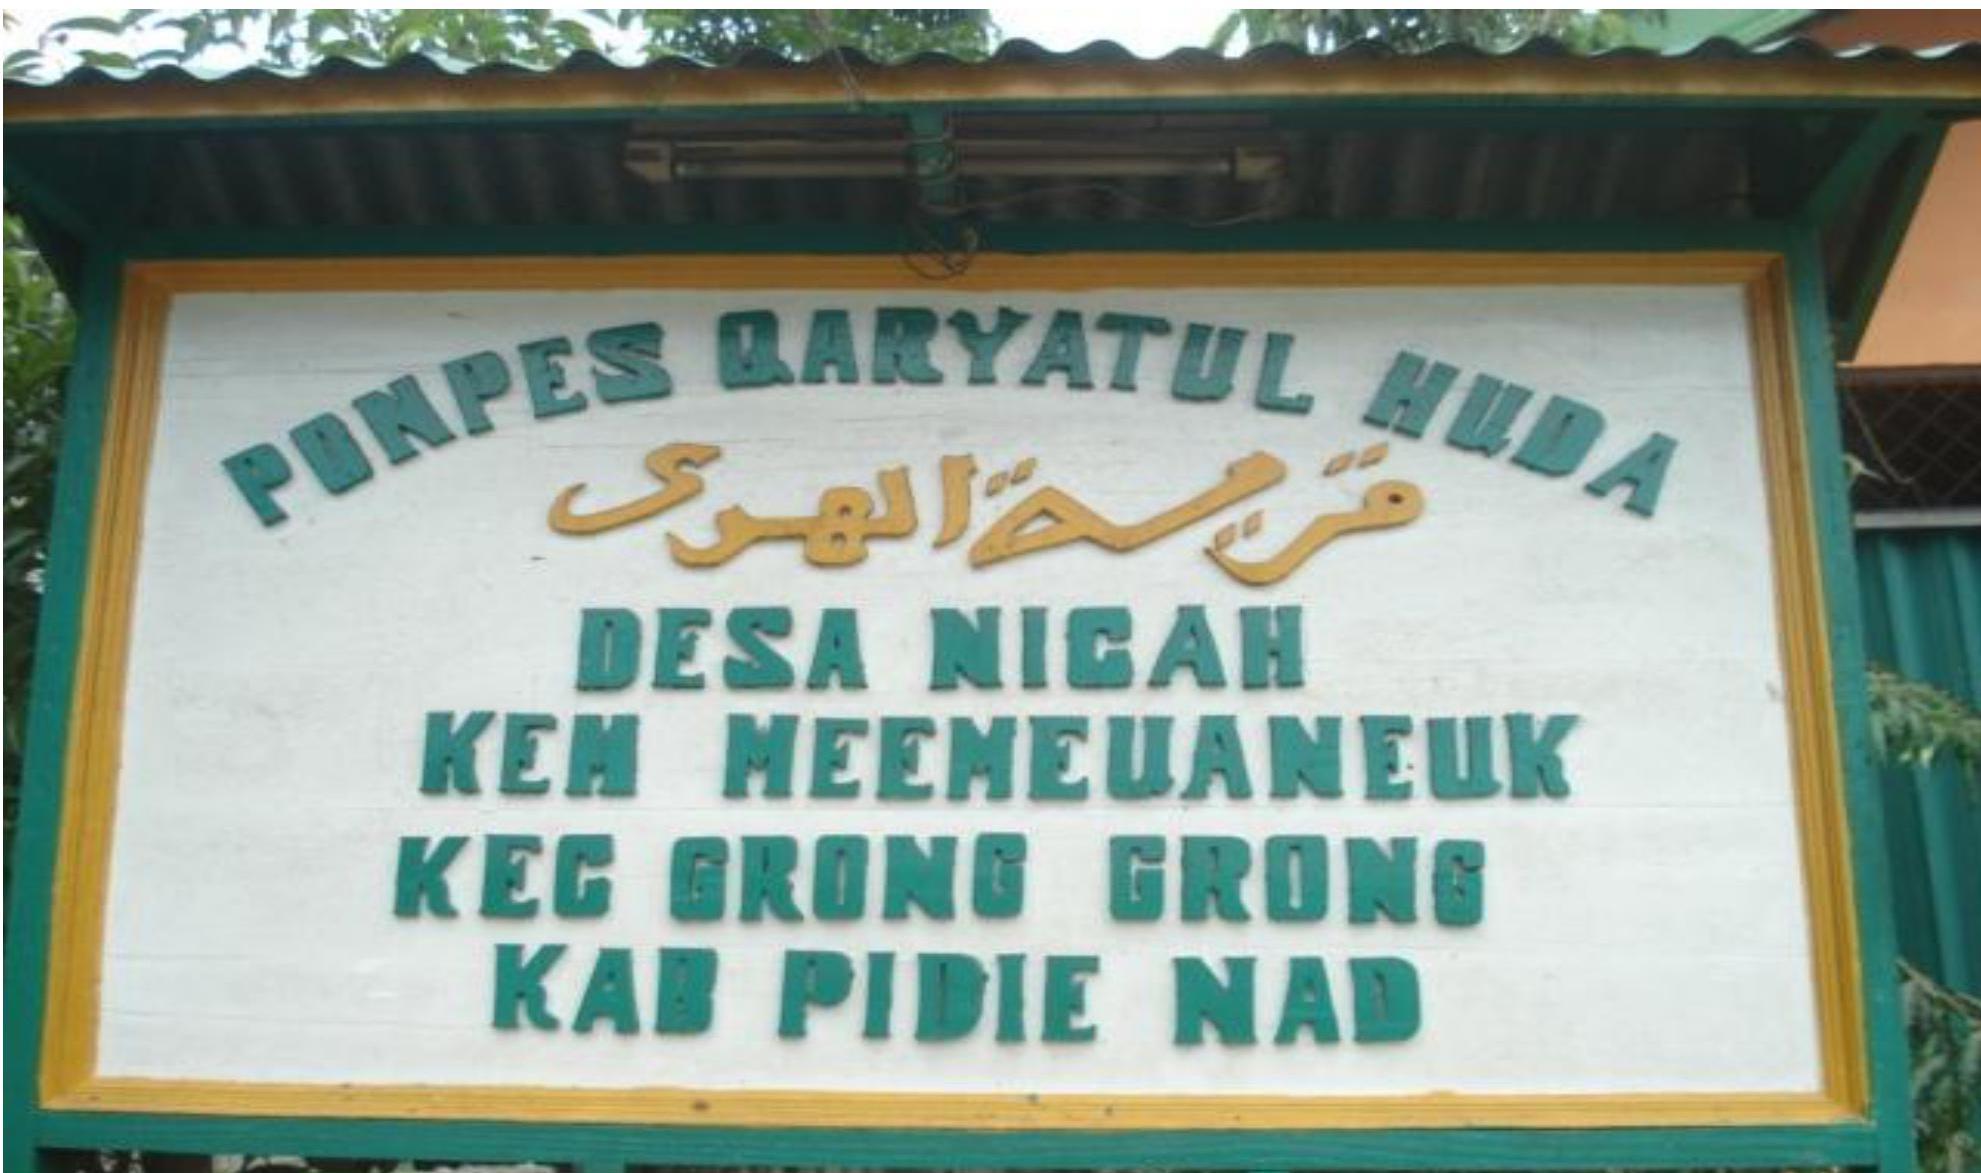 PONPES QARYATUL HUDA
قرية الهدى
DESA NICAH
KEM MEEMEUANEUK
KEC GRONG GRONG
KAB PIDIE NAD